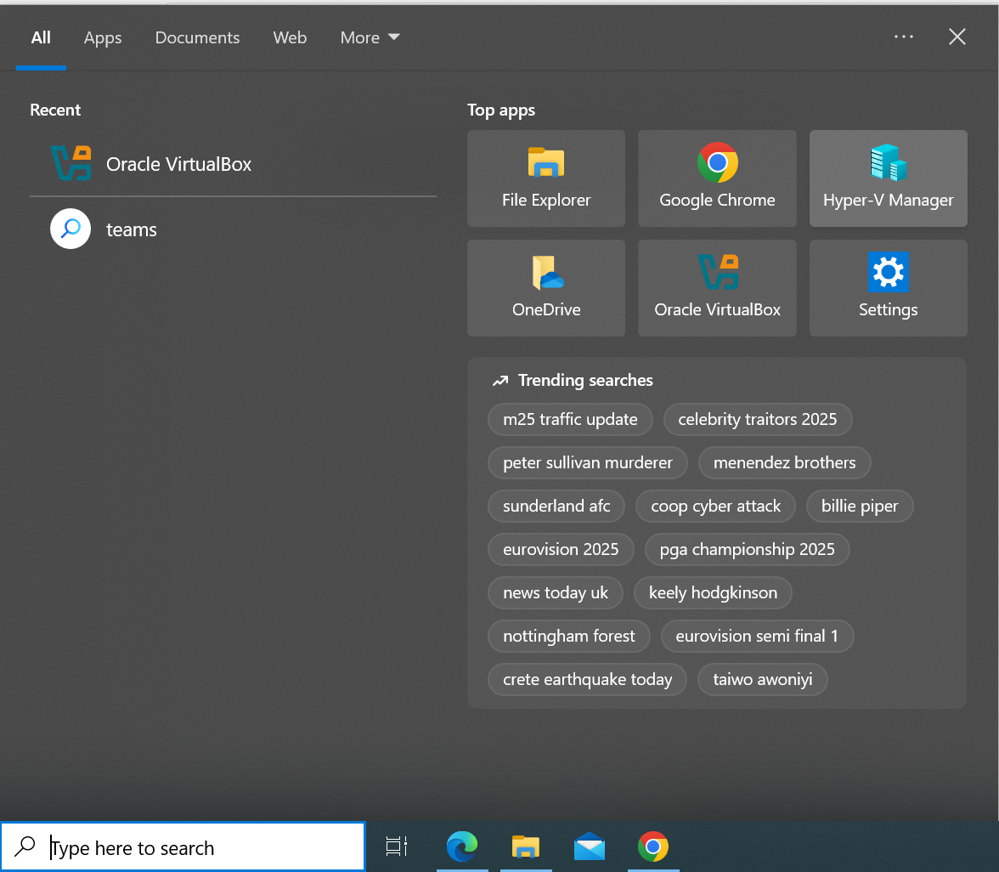 All Apps Documents Web More
Recent
Oracle VirtualBox
teams
Top apps
File Explorer Google Chrome Hyper-V Manager
OneDrive Oracle VirtualBox Settings
Trending searches
m25 traffic update celebrity traitors 2025
peter sullivan murderer menendez brothers
sunderland afc coop cyber attack billie piper
eurovision 2025 pga championship 2025
news today uk keely hodgkinson
nottingham forest eurovision semi final 1
crete earthquake today taiwo awoniyi
Type here to search